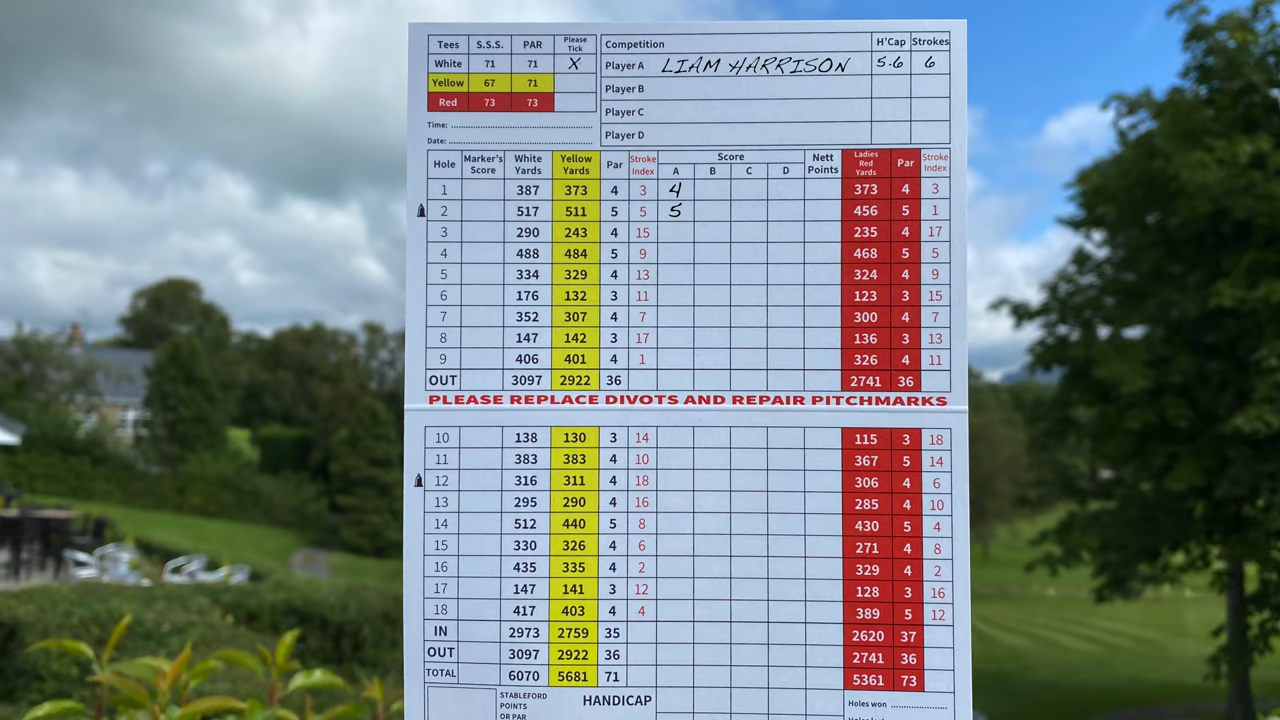 Tees S.S.S. PAR Please Tick
White 71 71 X
Yellow 67 71
Red 73 73
Time:
Date:
Competition H'Cap Strokes
Player A LIAM HARRISON 5.6 6
Player B
Player C
Player D
Hole Marker's Score White Yards Yellow Yards Par Stroke Index Score A B C D Nett Points Ladies Red Yards Par Stroke Index
1 387 373 4 3 4 373 4 3
2 517 511 5 5 5 456 5 1
3 290 243 4 15 235 4 17
4 488 484 5 9 468 5 5
5 334 329 4 13 324 4 9
6 176 132 3 11 123 3 15
7 352 307 4 7 300 4 7
8 147 142 3 17 136 3 13
9 406 401 4 1 326 4 11
OUT 3097 2922 36 2741 36
PLEASE REPLACE DIVOTS AND REPAIR PITCHMARKS
10 138 130 3 14 115 3 18
11 383 383 4 10 367 5 14
12 316 311 4 18 306 4 6
13 295 290 4 16 285 4 10
14 512 440 5 8 430 5 4
15 330 326 4 6 271 4 8
16 435 335 4 2 329 4 2
17 147 141 3 12 128 3 16
18 417 403 4 4 389 5 12
IN 2973 2759 35 2620 37
OUT 3097 2922 36 2741 36
TOTAL 6070 5681 71 5361 73
STABLEFORD POINTS OR PAR HANDICAP Holes won